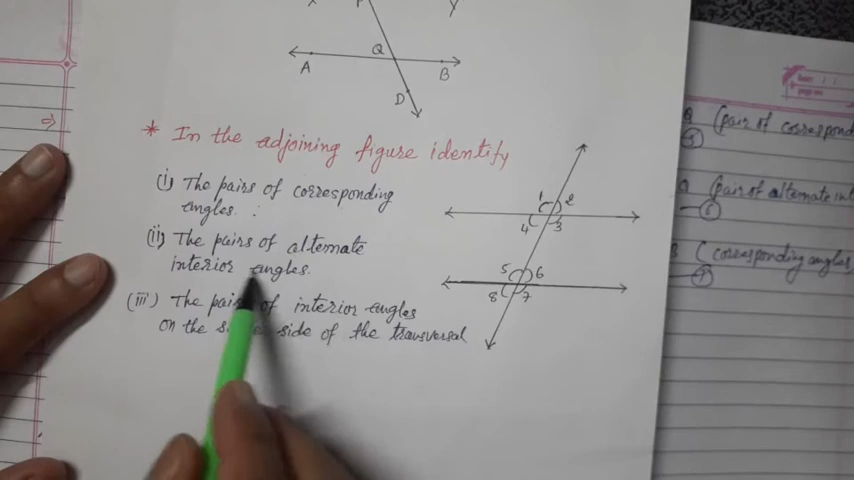 P
Y
Q
A
B
D
* In the adjoining figure identify
(i) The pairs of corresponding
angles :
(ii) The pairs of alternate
interior angles.
(iii) The pairs of interior angles
on the side of the transversal
1 2
4 3
5 6
8 7
(pair of
5
(pair of alternate
6
(corresponding angles